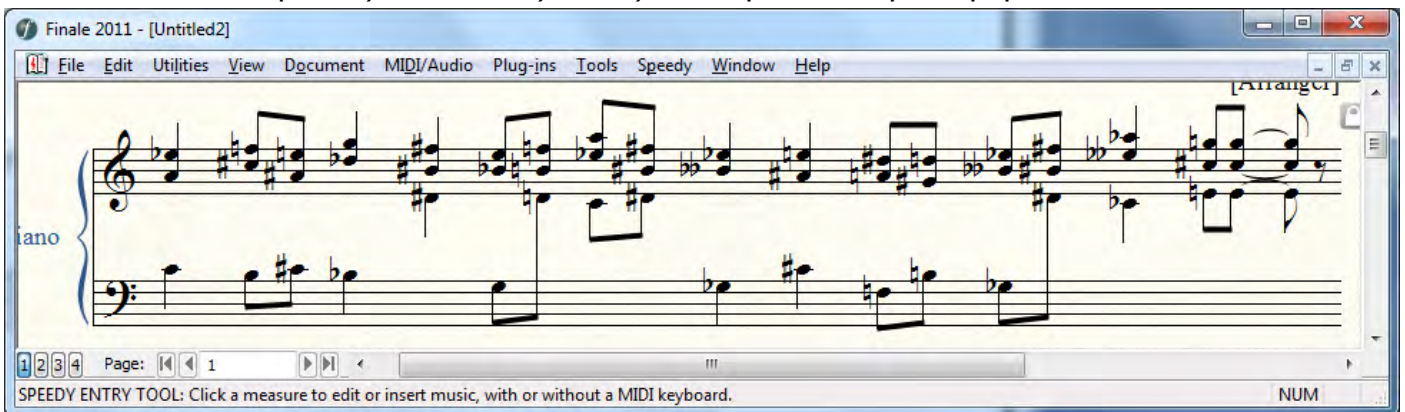 Finale 2011 - [Untitled2]
File Edit Utilities View Document MIDI/Audio Plug-ins Tools Speedy Window Help
[Arranger]
iano
1 2 3 4 Page: 1
SPEEDY ENTRY TOOL: Click a measure to edit or insert music, with or without a MIDI keyboard. NUM